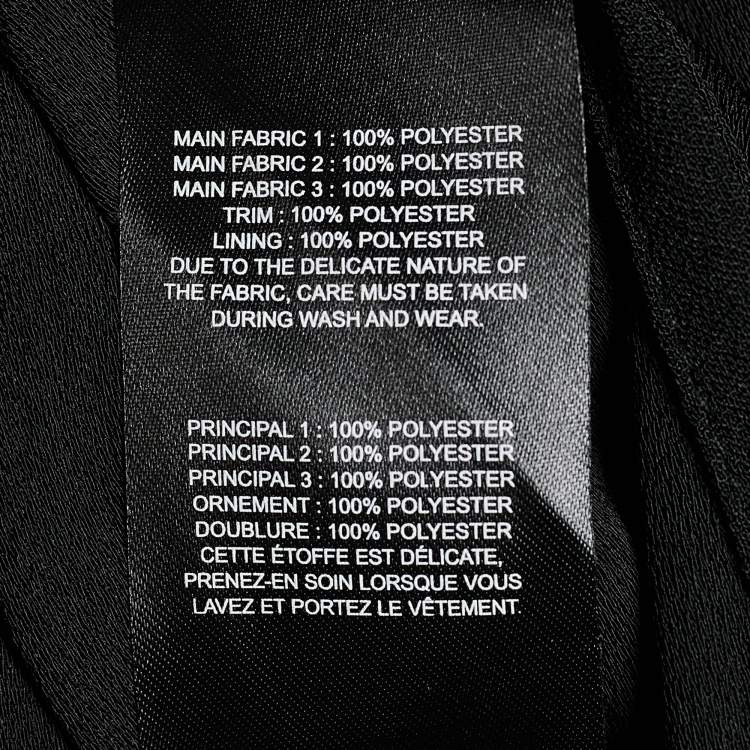 MAIN FABRIC 1 : 100% POLYESTER
MAIN FABRIC 2 : 100% POLYESTER
MAIN FABRIC 3 : 100% POLYESTER
TRIM : 100% POLYESTER
LINING : 100% POLYESTER
DUE TO THE DELICATE NATURE OF
THE FABRIC, CARE MUST BE TAKEN
DURING WASH AND WEAR.
PRINCIPAL 1 : 100% POLYESTER
PRINCIPAL 2 : 100% POLYESTER
PRINCIPAL 3 : 100% POLYESTER
ORNEMENT : 100% POLYESTER
DOUBLURE : 100% POLYESTER
CETTE ÉTOFFE EST DÉLICATE,
PRENEZ-EN SOIN LORSQUE VOUS
LAVEZ ET PORTEZ LE VÊTEMENT.